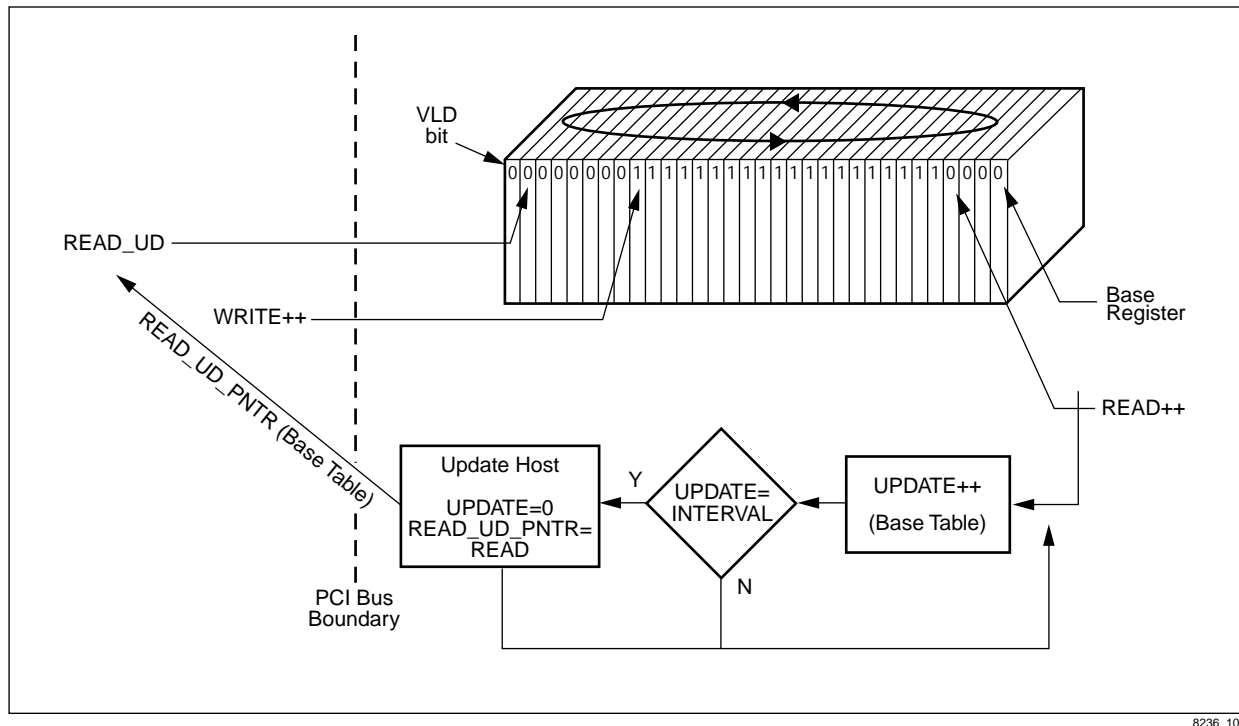 VLD
bit
00000000111111111111111111110000
READ_UD
WRITE++
Base
Register
READ_UD_PNTR (Base Table)
READ++
Update Host
UPDATE=0
READ_UD_PNTR=
READ
Y
UPDATE=
INTERVAL
N
UPDATE++
(Base Table)
PCI Bus
Boundary
8236_10